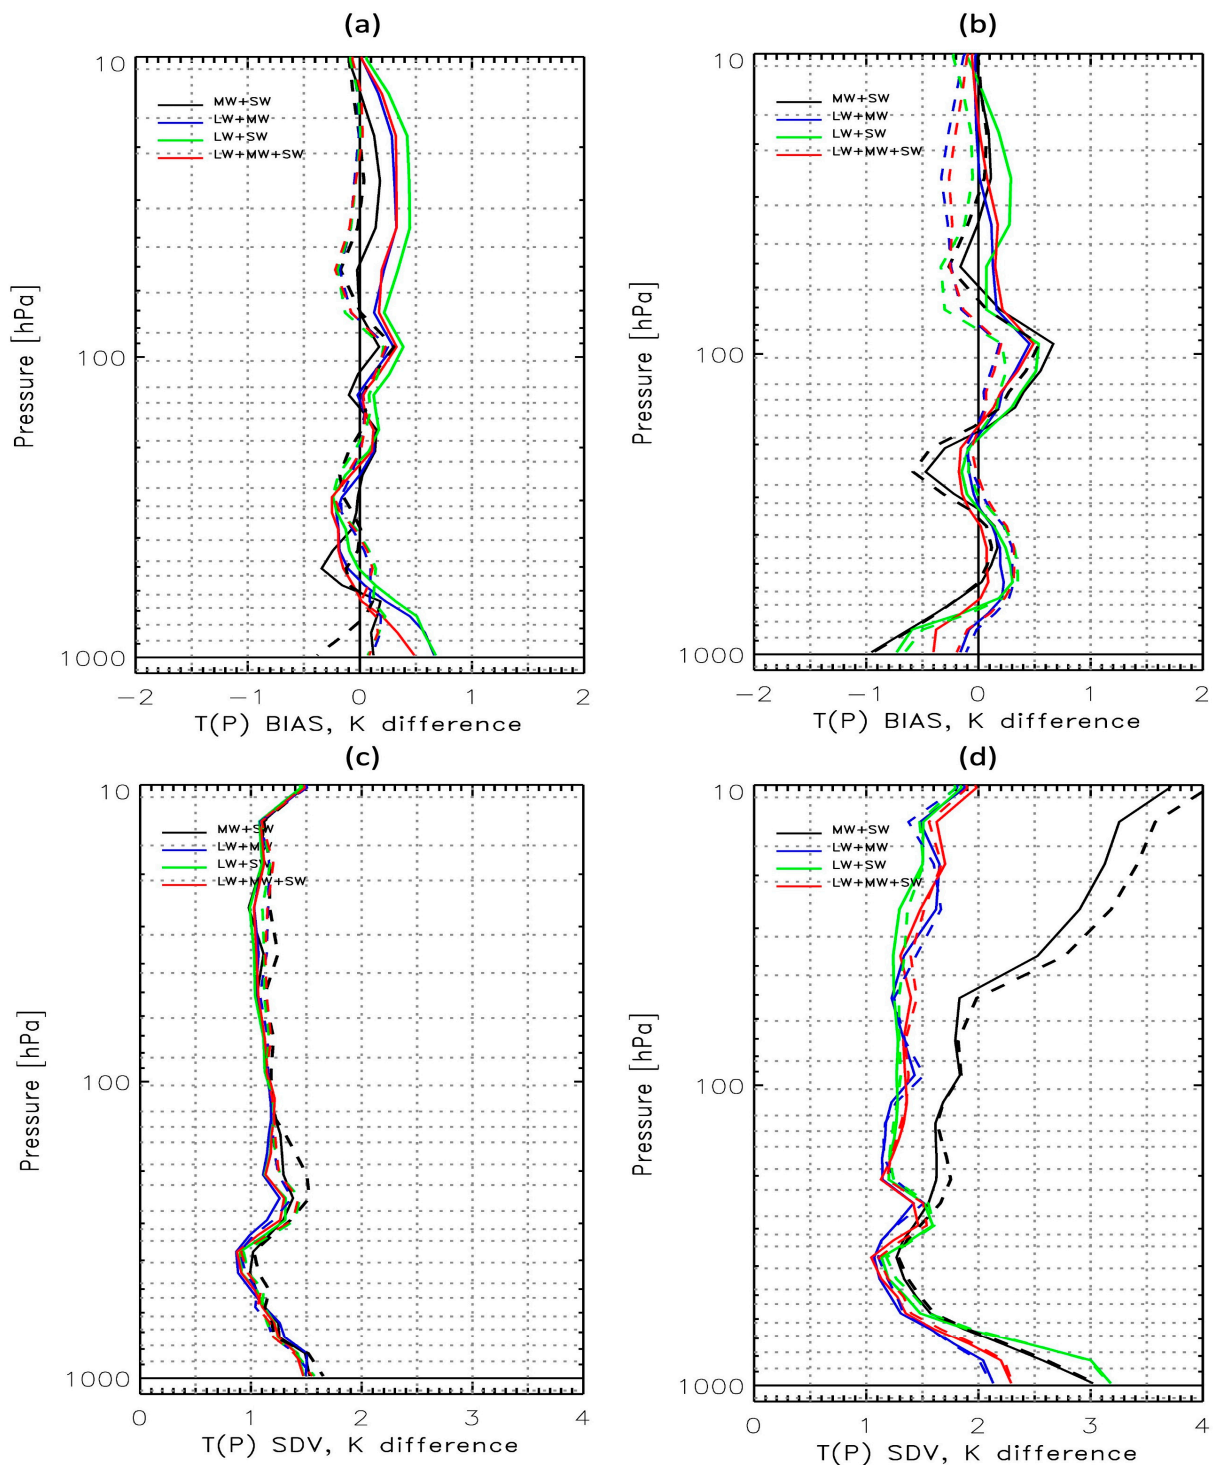 (a)
10
MW+SW
LW+MW
LW+SW
LW+MW+SW
100
1000
Pressure [hPa]
−2 −1 0 1 2
T(P) BIAS, K difference
(b)
10
MW+SW
LW+MW
LW+SW
LW+MW+SW
100
1000
Pressure [hPa]
−2 −1 0 1 2
T(P) BIAS, K difference
(c)
10
MW+SW
LW+MW
LW+SW
LW+MW+SW
100
1000
Pressure [hPa]
0 1 2 3 4
T(P) SDV, K difference
(d)
10
MW+SW
LW+MW
LW+SW
LW+MW+SW
100
1000
Pressure [hPa]
0 1 2 3 4
T(P) SDV, K difference